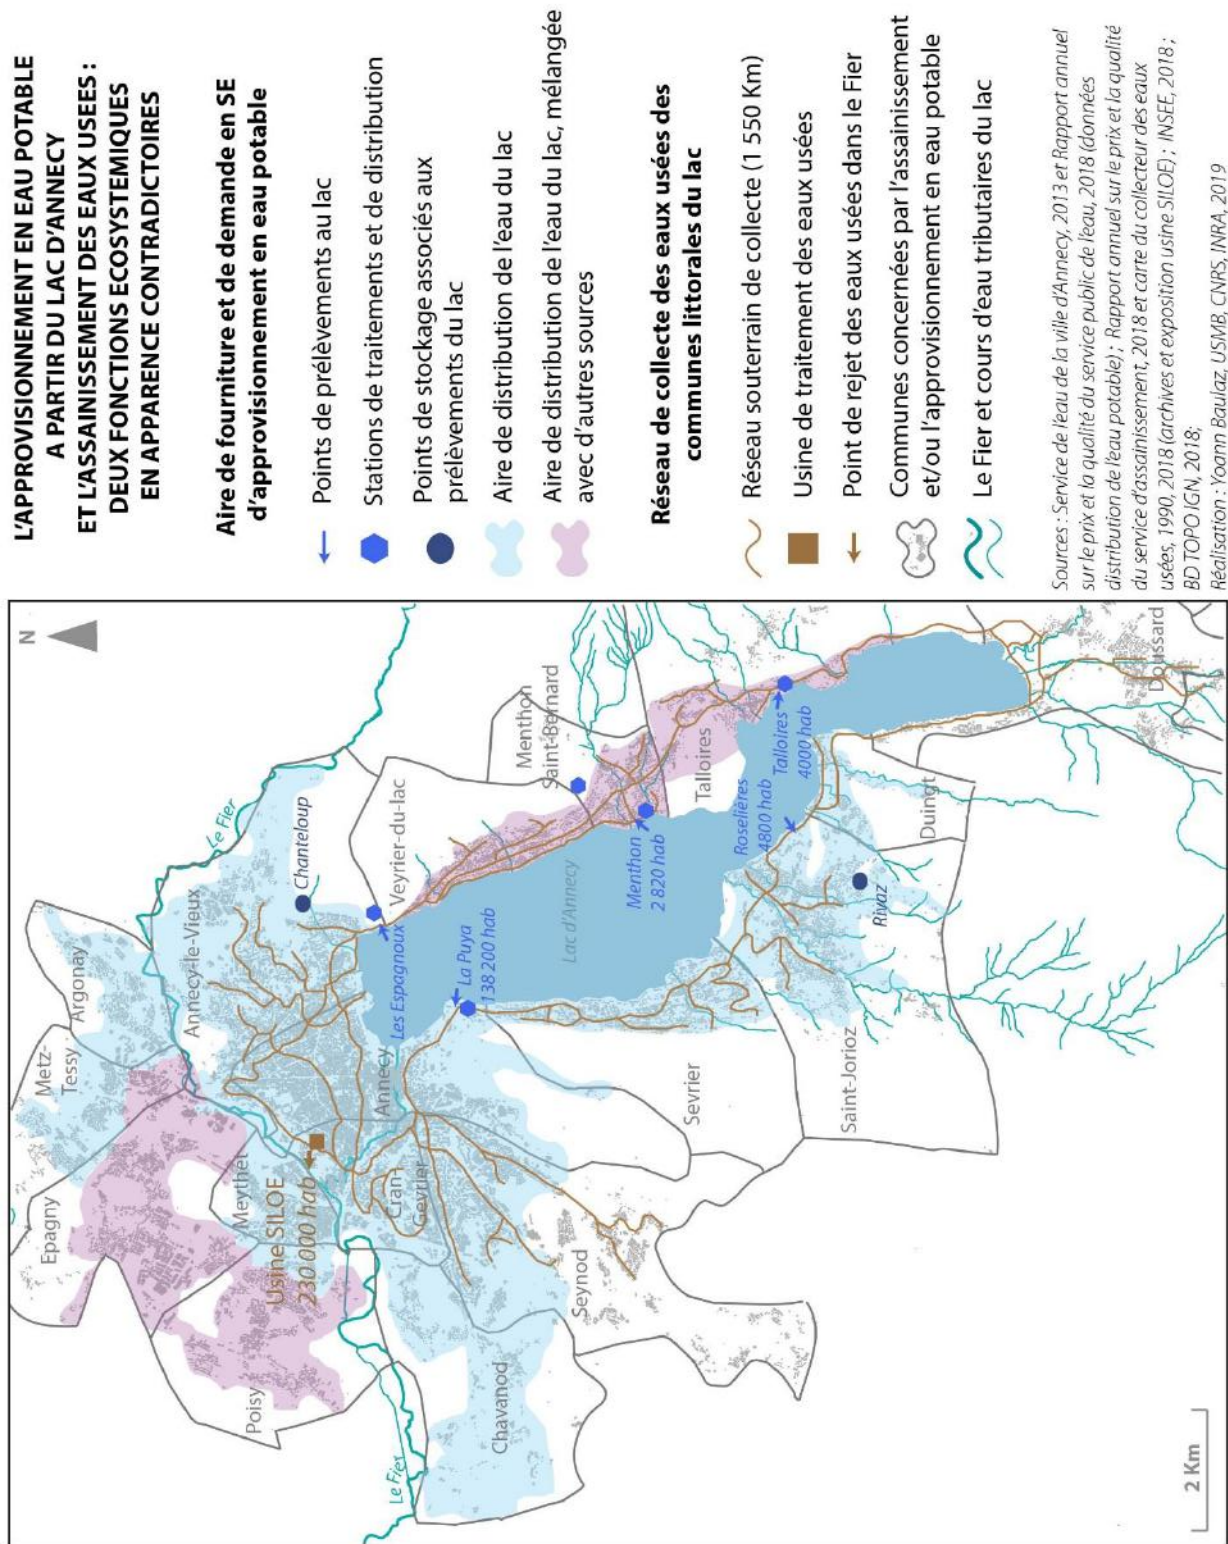 L'APPROVISIONNEMENT EN EAU POTABLE
A PARTIR DU LAC D'ANNECY
ET L'ASSAINISSEMENT DES EAUX USEES :
DEUX FONCTIONS ECOSYSTEMIQUES
EN APPARENCE CONTRADICTOIRES
Aire de fourniture et de demande en SE
d'approvisionnement en eau potable
Points de prélèvements au lac
Stations de traitements et de distribution
Points de stockage associés aux
prélèvements du lac
Aire de distribution de l'eau du lac
Aire de distribution de l'eau du lac, mélangée
avec d'autres sources
Réseau de collecte des eaux usées des
communes littorales du lac
Réseau souterrain de collecte (1 550 Km)
Usine de traitement des eaux usées
Point de rejet des eaux usées dans le Fier
Communes concernées par l'assainissement
et/ou l'approvisionnement en eau potable
Le Fier et cours d'eau tributaires du lac
Sources : Service de l'eau de la ville d'Annecy, 2013 et Rapport annuel
sur le prix et la qualité du service public de l'eau, 2018 (données
distribution de l'eau potable) ; Rapport annuel sur le prix et la qualité
du service d'assainissement, 2018 et carte du collecteur des eaux
usées, 1990, 2018 (archives et exposition usine SILOE) ; INSEE, 2018 ;
BD TOPO IGN, 2018;
Réalisation : Yoann Baulaz, USMB, CNRS, INRA, 2019
N
Le Fier
Argonay
Metz-
Tessy
Annecy-le-Vieux
Chanteloup
Epagny
Meythet
Usine SILOE
230 000 hab
Poisy
Annecy
Cran-
Gevrier
Les Espagnoux
Veyrier-du-lac
La Puya
138 200 hab
Menthon
Saint-Bernard
Lac d'Annecy
Menthon
2 820 hab
Talloires
Roselières
4800 hab
Talloires
4000 hab
Le Fier
Chavanod
Seynod
Sevrier
Saint-Jorioz
Rivaz
Duingt
Doussard
2 Km